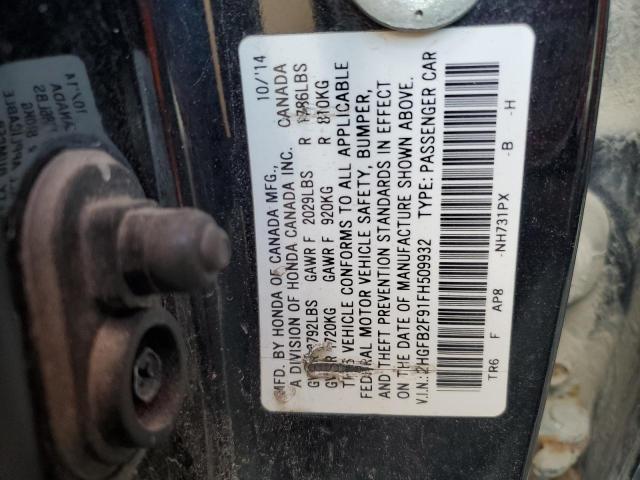 MFD. BY HONDA OF CANADA MFG., 10/'14
A DIVISION OF HONDA CANADA INC. CANADA
3792LBS GAWR F 2029LBS R 1786LBS
GAWR F 920KG R 810KG
VEHICLE CONFORMS TO ALL APPLICABLE
FEDERAL MOTOR VEHICLE SAFETY, BUMPER,
AND THEFT PREVENTION STANDARDS IN EFFECT
ON THE DATE OF MANUFACTURE SHOWN ABOVE.
V.I.N.: 2HGFB2F91FH509932 TYPE: PASSENGER CAR
TR6 F AP8 -NH731PX -B -H